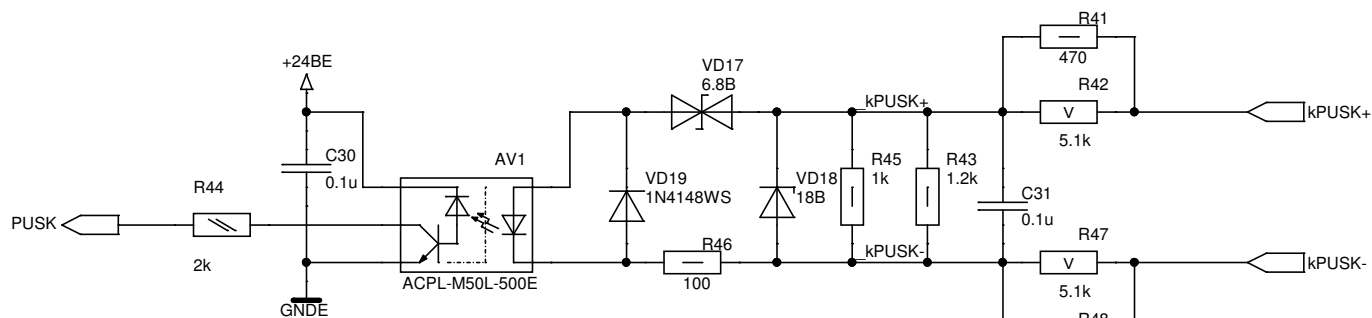 R41
470
+24BE
VD17
6.8B
R42
_kPUSK+
V
kPUSK+
5.1k
C30
0.1u
AV1
R44
VD19
1N4148WS
VD18
18B
R45
1k
R43
1.2k
C31
0.1u
PUSK
2k
R46
_kPUSK-
R47
V
kPUSK-
ACPL-M50L-500E
100
5.1k
GNDE